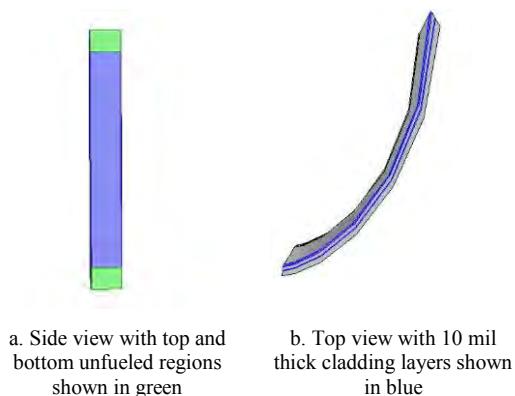 a. Side view with top and
bottom unfueled regions
shown in green
b. Top view with 10 mil
thick cladding layers shown
in blue